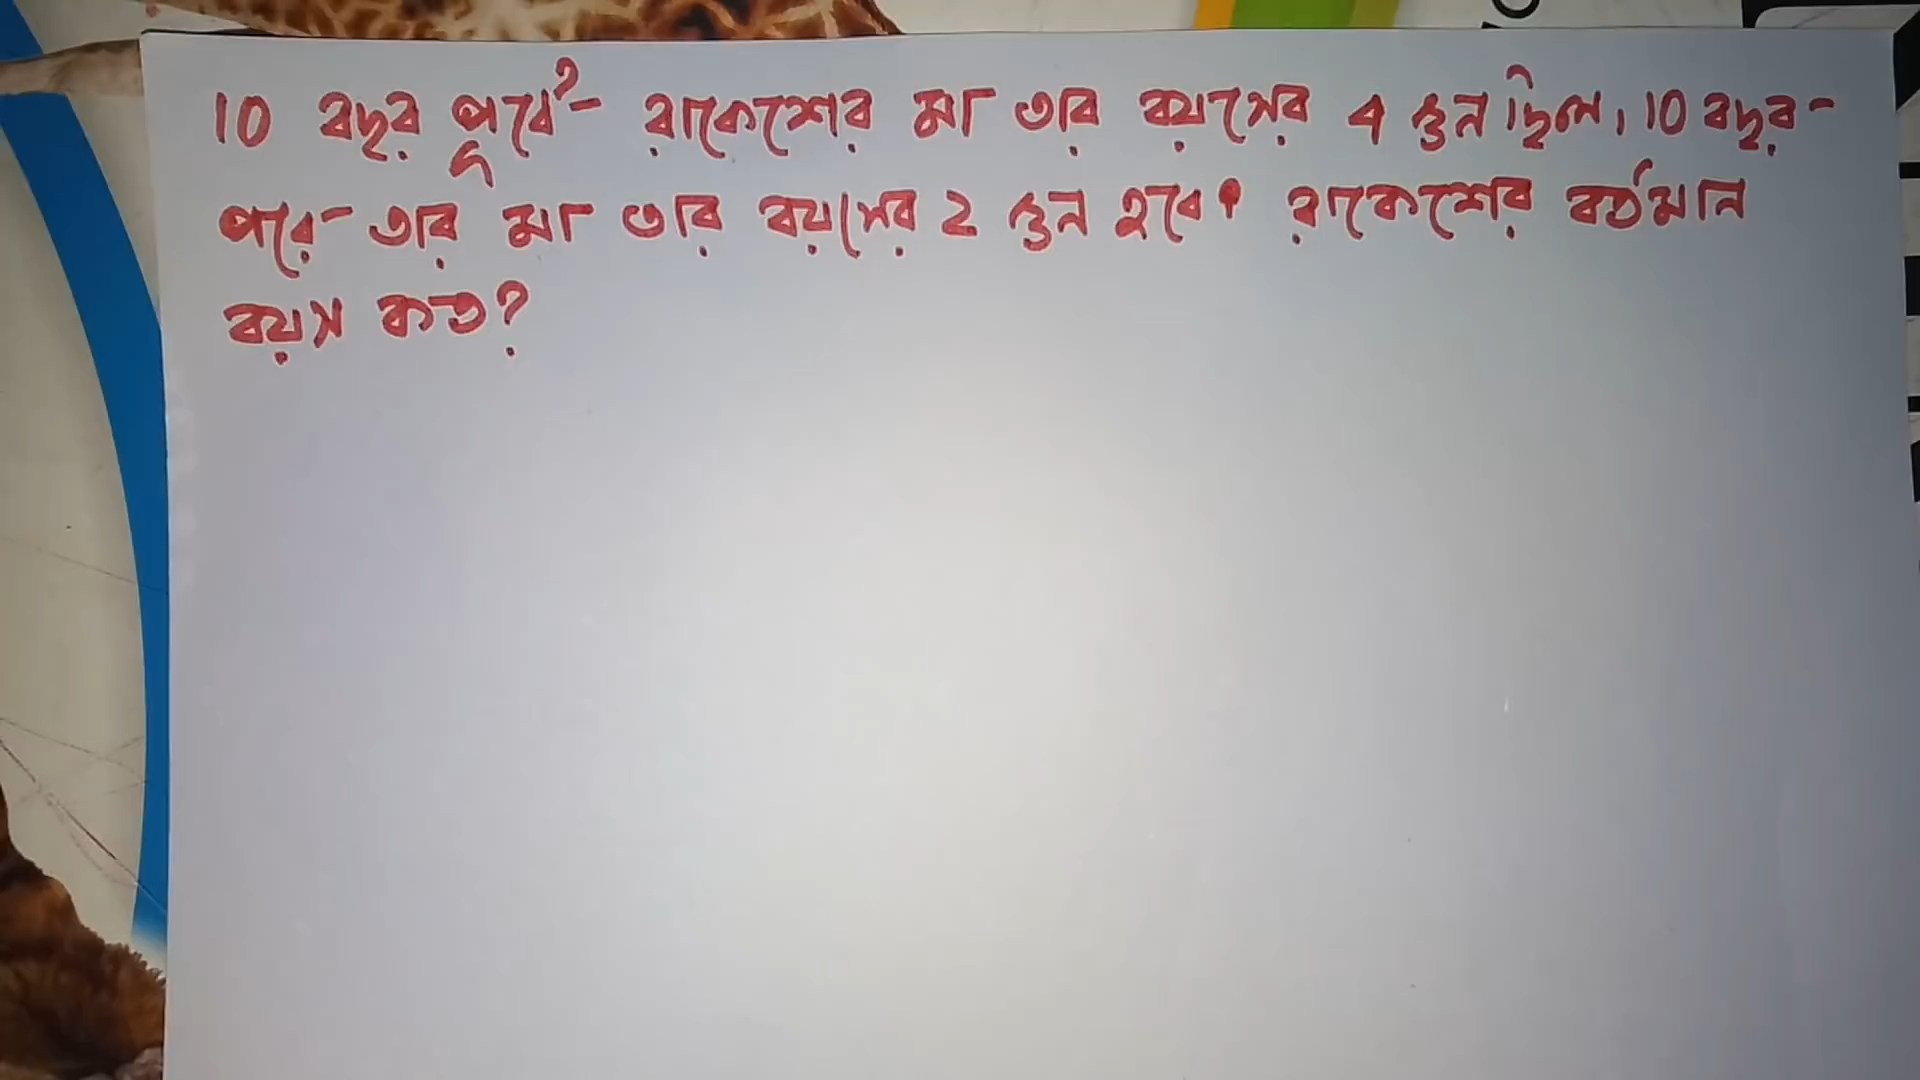 10 বছর পূর্বে রাকেশের মা তার বয়সের 4 গুন ছিল, 10 বছর
পরে তার মা তার বয়সের 2 গুন হবে। রাকেশের বর্তমান
বয়স কত?